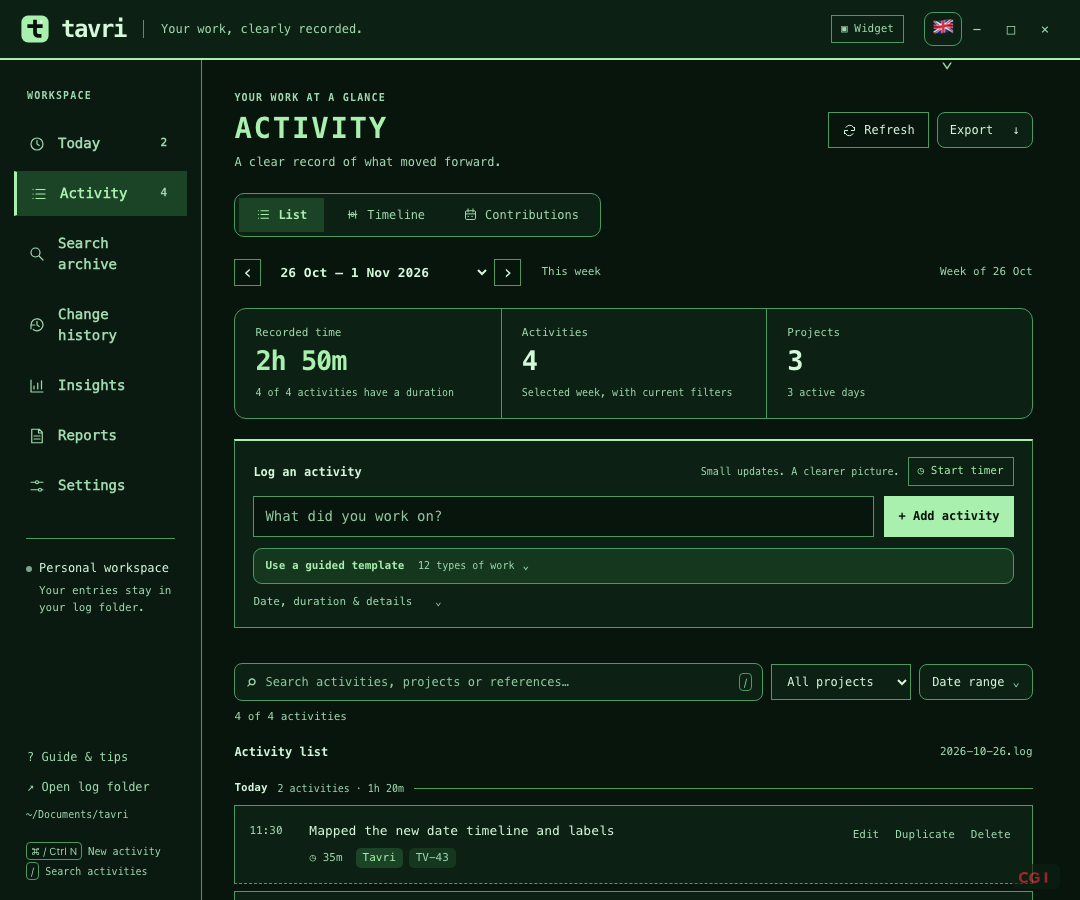 tavri
Your work, clearly recorded.
Widget
WORKSPACE
Today 2
Activity 4
Search
archive
Change
history
Insights
Reports
Settings
Personal workspace
Your entries stay in
your log folder.
? Guide & tips
↗ Open log folder
~/Documents/tavri
⌘ / Ctrl N New activity
/ Search activities
YOUR WORK AT A GLANCE
ACTIVITY
A clear record of what moved forward.
Refresh
Export ↓
List
Timeline
Contributions
26 Oct – 1 Nov 2026
This week
Week of 26 Oct
Recorded time
2h 50m
4 of 4 activities have a duration
Activities
4
Selected week, with current filters
Projects
3
3 active days
Log an activity
Small updates. A clearer picture.
Start timer
What did you work on?
+ Add activity
Use a guided template 12 types of work
Date, duration & details
Search activities, projects or references…
/
All projects
Date range
4 of 4 activities
Activity list
2026-10-26.log
Today 2 activities · 1h 20m
11:30 Mapped the new date timeline and labels
Edit Duplicate Delete
35m Tavri TV-43
CGI